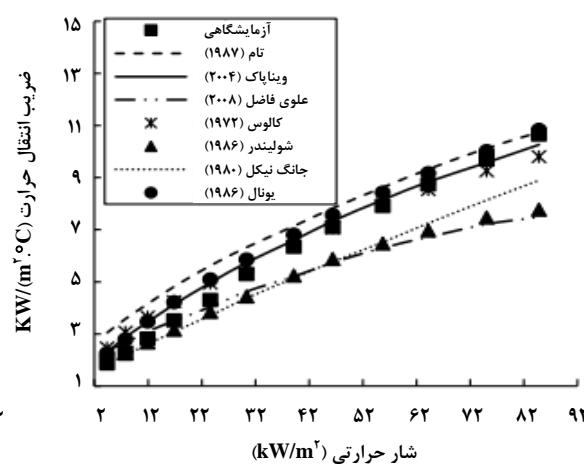 ۱۵
۱۳
۱۱
۹
۷
۵
۳
۱
ضریب انتقال حرارت
KW/(m².°C)
آزمایشگاهی
تام (۱۹۸۷)
ویناپاک (۲۰۰۴)
علوی فاضل (۲۰۰۸)
کالوس (۱۹۷۲)
شولیندر (۱۹۸۶)
جانگ نیکل (۱۹۸۰)
یونال (۱۹۸۶)
۲ ۱۲ ۲۲ ۳۲ ۴۲ ۵۲ ۶۲ ۷۲ ۸۲ ۹۲
شار حرارتی (kW/m²)